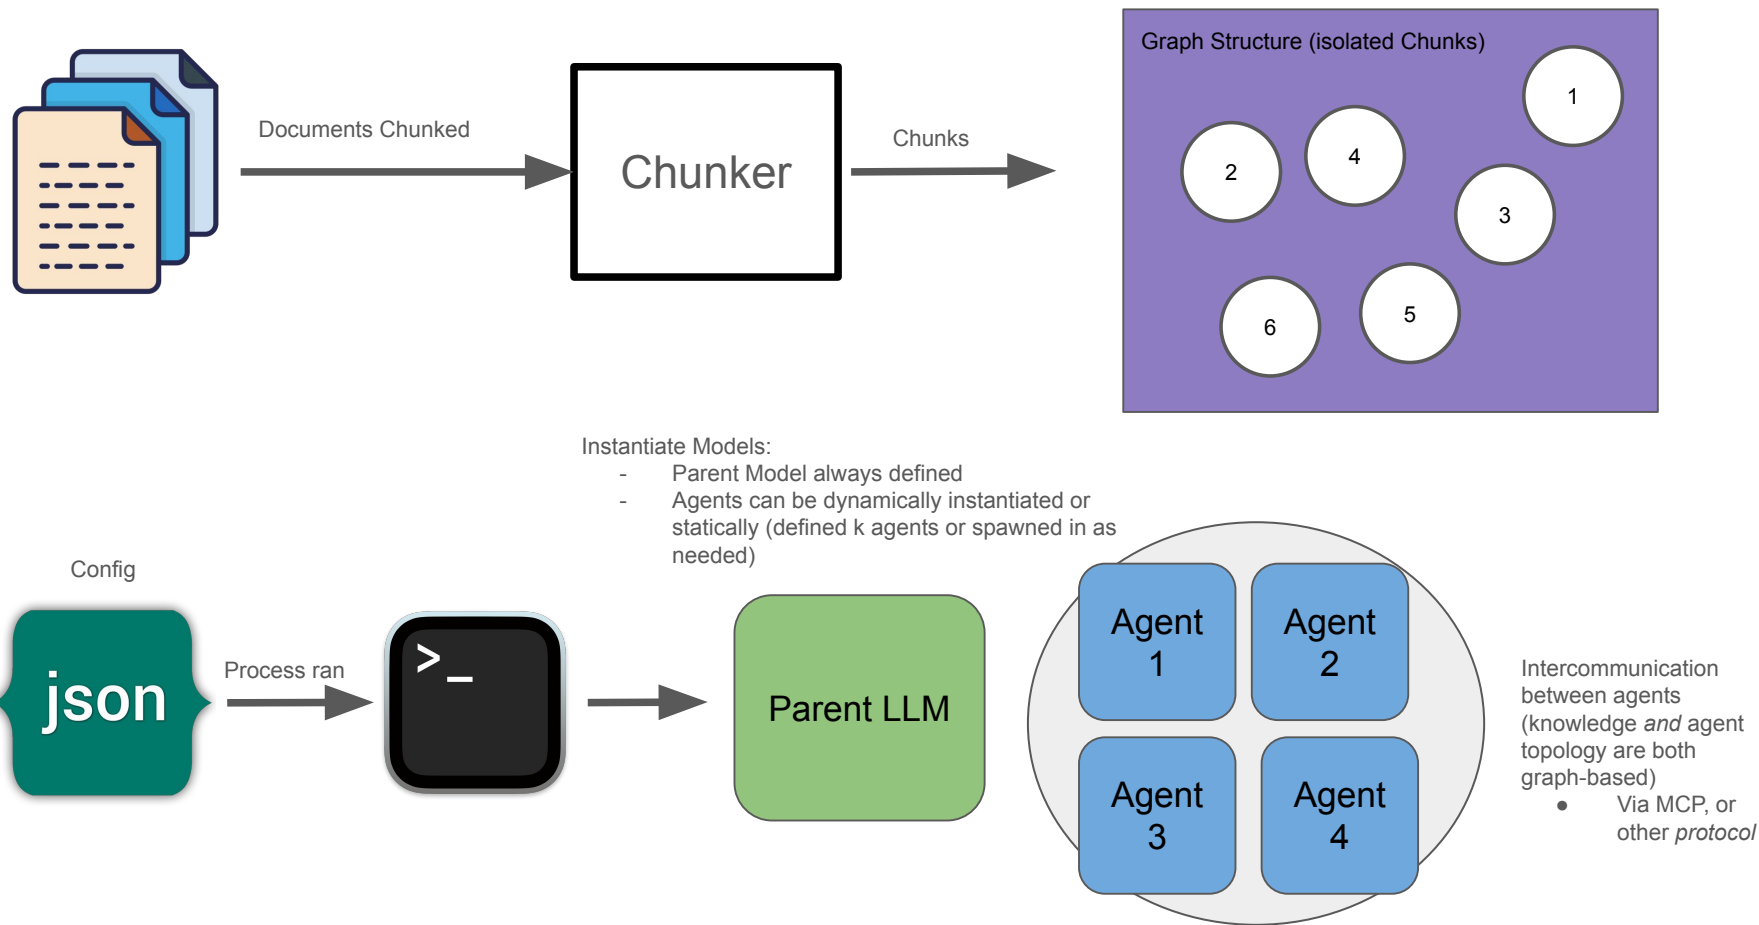 Graph Structure (isolated Chunks)
1
Documents Chunked
Chunks
Chunker
2
4
3
6
5
Instantiate Models:
- Parent Model always defined
- Agents can be dynamically instantiated or
statically (defined k agents or spawned in as
needed)
Config
json
Process ran
>_
Parent LLM
Agent
1
Agent
2
Agent
3
Agent
4
Intercommunication
between agents
(knowledge and agent
topology are both
graph-based)
● Via MCP, or
other protocol